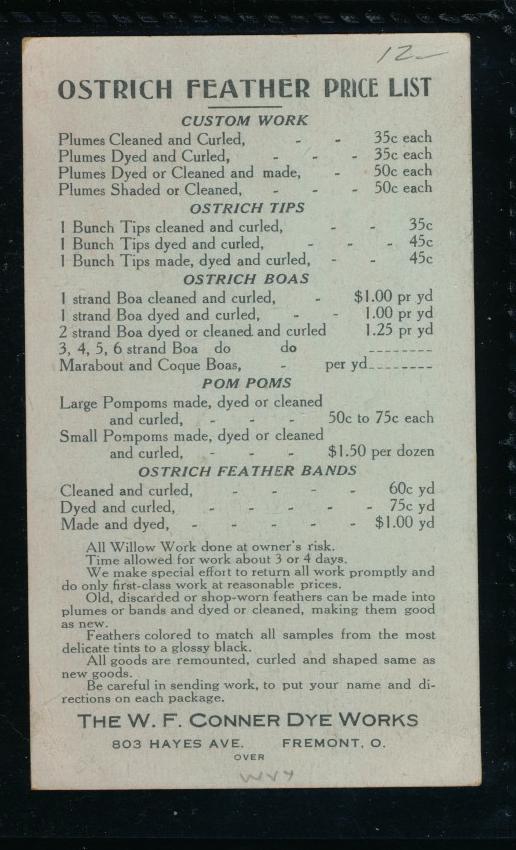 12-
OSTRICH FEATHER PRICE LIST
CUSTOM WORK
Plumes Cleaned and Curled, - - 35c each
Plumes Dyed and Curled, - - - 35c each
Plumes Dyed or Cleaned and made, - 50c each
Plumes Shaded or Cleaned, - - - 50c each
OSTRICH TIPS
1 Bunch Tips cleaned and curled, - - 35c
1 Bunch Tips dyed and curled, - - - 45c
1 Bunch Tips made, dyed and curled, - - 45c
OSTRICH BOAS
1 strand Boa cleaned and curled, - $1.00 pr yd
1 strand Boa dyed and curled, - - 1.00 pr yd
2 strand Boa dyed or cleaned and curled 1.25 pr yd
3, 4, 5, 6 strand Boa do do --------
Marabout and Coque Boas, - per yd--------
POM POMS
Large Pompoms made, dyed or cleaned
and curled, - - - 50c to 75c each
Small Pompoms made, dyed or cleaned
and curled, - - - $1.50 per dozen
OSTRICH FEATHER BANDS
Cleaned and curled, - - - - 60c yd
Dyed and curled, - - - - - 75c yd
Made and dyed, - - - - - $1.00 yd
All Willow Work done at owner's risk.
Time allowed for work about 3 or 4 days.
We make special effort to return all work promptly and
do only first-class work at reasonable prices.
Old, discarded or shop-worn feathers can be made into
plumes or bands and dyed or cleaned, making them good
as new.
Feathers colored to match all samples from the most
delicate tints to a glossy black.
All goods are remounted, curled and shaped same as
new goods.
Be careful in sending work, to put your name and di-
rections on each package.
THE W. F. CONNER DYE WORKS
803 HAYES AVE. FREMONT, O.
OVER